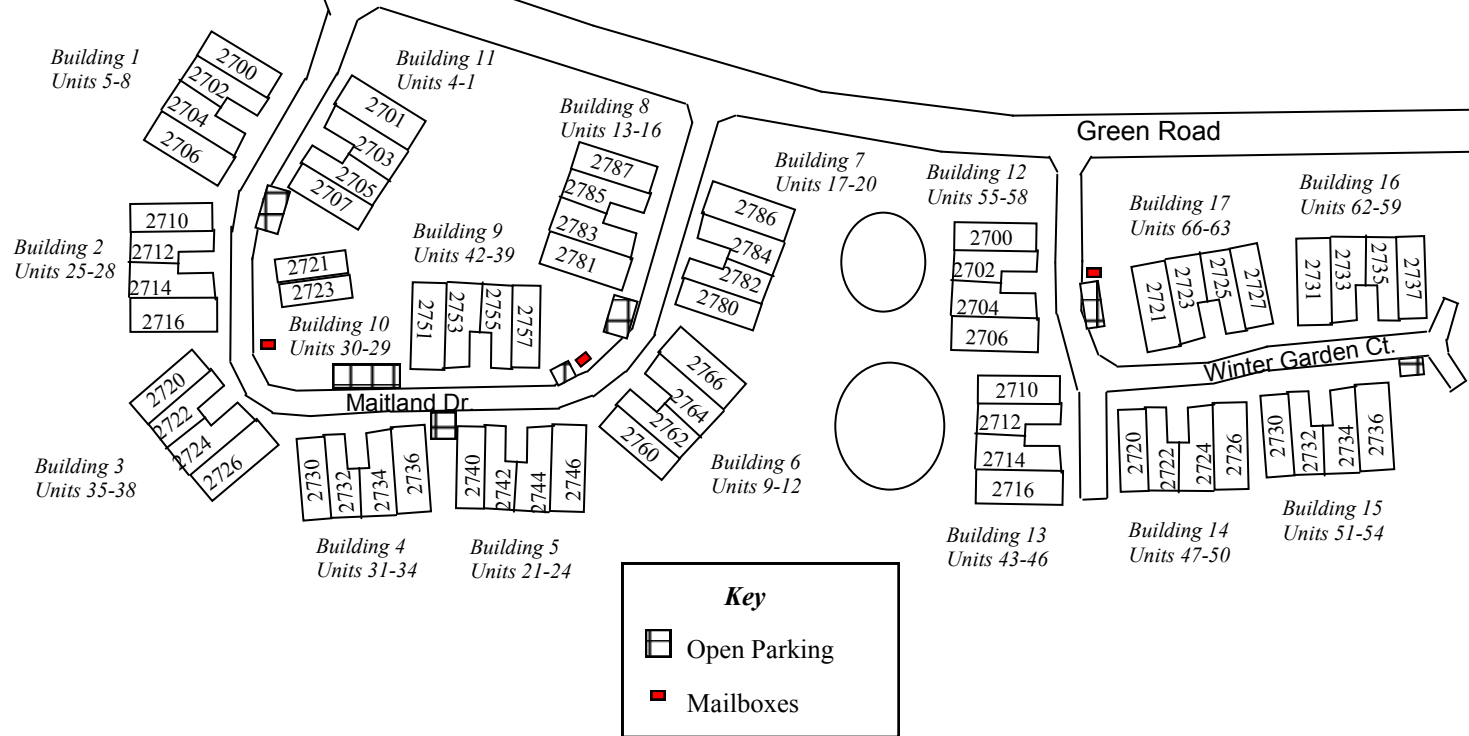 Building 1
Units 5-8
2700
2702
2704
2706
Building 11
Units 4-1
2701
2703
2705
2707
Building 8
Units 13-16
2787
2785
2783
2781
Green Road
Building 7
Units 17-20
2786
2784
2782
2780
Building 12
Units 55-58
2700
2702
2704
2706
Building 17
Units 66-63
2721
2723
2725
2727
Building 16
Units 62-59
2731
2733
2735
2737
Building 2
Units 25-28
2710
2712
2714
2716
2721
2723
Building 10
Units 30-29
Building 9
Units 42-39
2751
2753
2755
2757
Winter Garden Ct.
Maitland Dr.
Building 3
Units 35-38
2720
2722
2724
2726
2730
2732
2734
2736
Building 4
Units 31-34
2740
2742
2744
2746
Building 5
Units 21-24
2766
2764
2762
2760
Building 6
Units 9-12
2710
2712
2714
2716
Building 13
Units 43-46
2720
2722
2724
2726
Building 14
Units 47-50
2730
2732
2734
2736
Building 15
Units 51-54
Key
Open Parking
Mailboxes